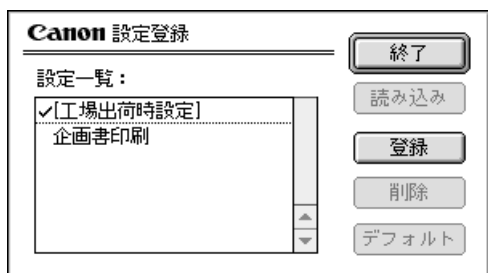 Canon 設定登録
設定一覧：
✓[工場出荷時設定]
企画書印刷
終了
読み込み
登録
削除
デフォルト